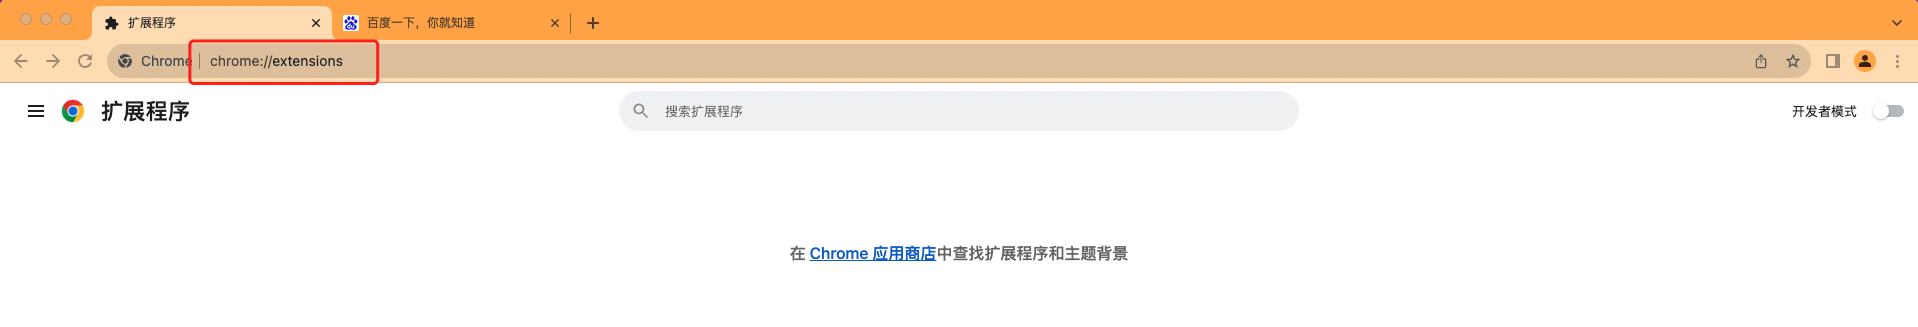 扩展程序
百度一下，你就知道
Chrome | chrome://extensions
扩展程序
搜索扩展程序
开发者模式
在 Chrome 应用商店中查找扩展程序和主题背景